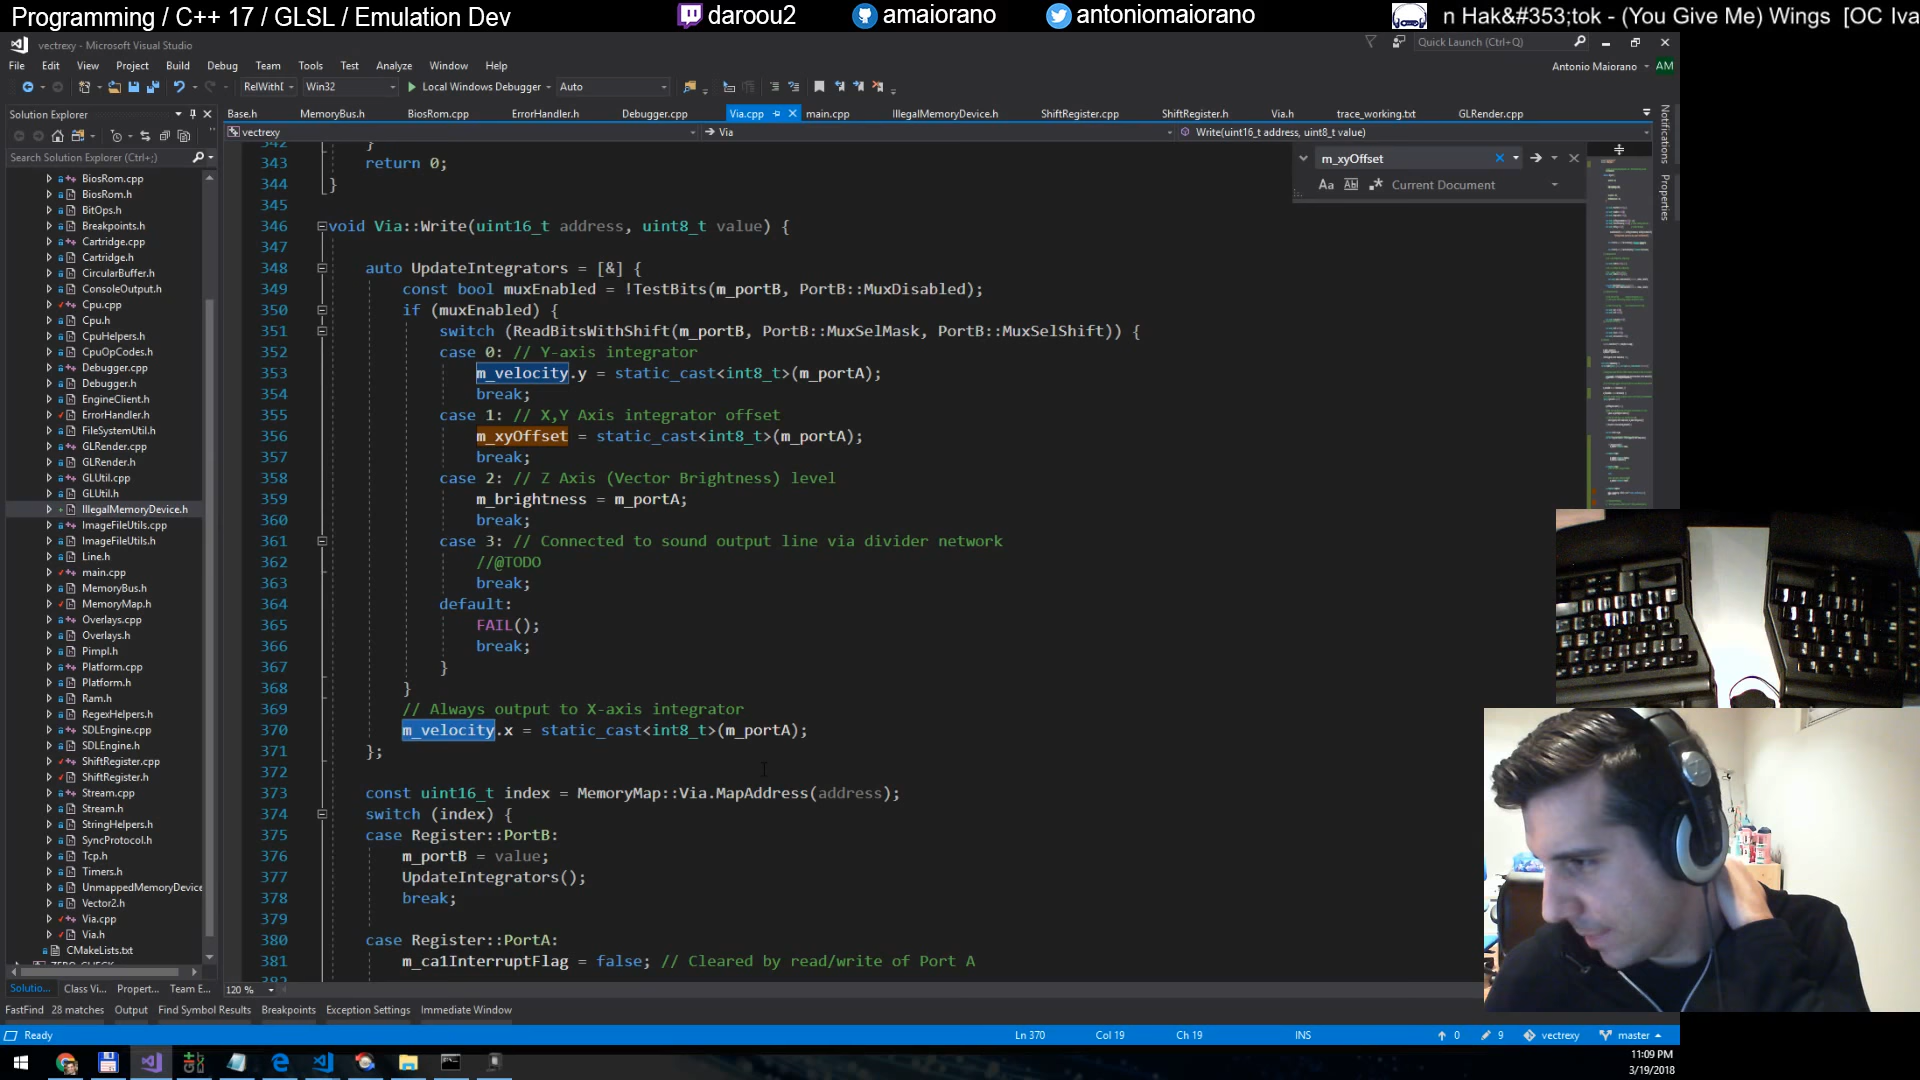 Programming / C++ 17 / GLSL / Emulation Dev
daroou2
amaiorano
antoniomaiorano
n Hak&#353;tok - (You Give Me) Wings [OC Iva
vectrexy - Microsoft Visual Studio
Quick Launch (Ctrl+Q)
File Edit View Project Build Debug Team Tools Test Analyze Window Help
Antonio Maiorano AM
RelWithI Win32 Local Windows Debugger Auto
Solution Explorer
Base.h MemoryBus.h BiosRom.cpp ErrorHandler.h Debugger.cpp Via.cpp main.cpp IllegalMemoryDevice.h ShiftRegister.cpp ShiftRegister.h Via.h trace_working.txt GLRender.cpp
vectrexy Via Write(uint16_t address, uint8_t value)
Search Solution Explorer (Ctrl+;)
m_xyOffset
Aa Ab Current Document
Notifications
Properties
BiosRom.cpp
BiosRom.h
BitOps.h
Breakpoints.h
Cartridge.cpp
Cartridge.h
CircularBuffer.h
ConsoleOutput.h
Cpu.cpp
Cpu.h
CpuHelpers.h
CpuOpCodes.h
Debugger.cpp
Debugger.h
EngineClient.h
ErrorHandler.h
FileSystemUtil.h
GLRender.cpp
GLRender.h
GLUtil.cpp
GLUtil.h
IllegalMemoryDevice.h
ImageFileUtils.cpp
ImageFileUtils.h
Line.h
main.cpp
MemoryBus.h
MemoryMap.h
Overlays.cpp
Overlays.h
Pimpl.h
Platform.cpp
Platform.h
Ram.h
RegexHelpers.h
SDLEngine.cpp
SDLEngine.h
ShiftRegister.cpp
ShiftRegister.h
Stream.cpp
Stream.h
StringHelpers.h
SyncProtocol.h
Tcp.h
Timers.h
UnmappedMemoryDevice
Vector2.h
Via.cpp
Via.h
CMakeLists.txt
342 }
343 return 0;
344 }
345
346 void Via::Write(uint16_t address, uint8_t value) {
347
348 auto UpdateIntegrators = [&] {
349 const bool muxEnabled = !TestBits(m_portB, PortB::MuxDisabled);
350 if (muxEnabled) {
351 switch (ReadBitsWithShift(m_portB, PortB::MuxSelMask, PortB::MuxSelShift)) {
352 case 0: // Y-axis integrator
353 m_velocity.y = static_cast<int8_t>(m_portA);
354 break;
355 case 1: // X,Y Axis integrator offset
356 m_xyOffset = static_cast<int8_t>(m_portA);
357 break;
358 case 2: // Z Axis (Vector Brightness) level
359 m_brightness = m_portA;
360 break;
361 case 3: // Connected to sound output line via divider network
362 //@TODO
363 break;
364 default:
365 FAIL();
366 break;
367 }
368 }
369 // Always output to X-axis integrator
370 m_velocity.x = static_cast<int8_t>(m_portA);
371 };
372
373 const uint16_t index = MemoryMap::Via.MapAddress(address);
374 switch (index) {
375 case Register::PortB:
376 m_portB = value;
377 UpdateIntegrators();
378 break;
379
380 case Register::PortA:
381 m_ca1InterruptFlag = false; // Cleared by read/write of Port A
Solutio... Class Vi... Propert... Team E... 120 %
FastFind 28 matches Output Find Symbol Results Breakpoints Exception Settings Immediate Window
Ready Ln 370 Col 19 Ch 19 INS 0 9 vectrexy master
11:09 PM
3/19/2018